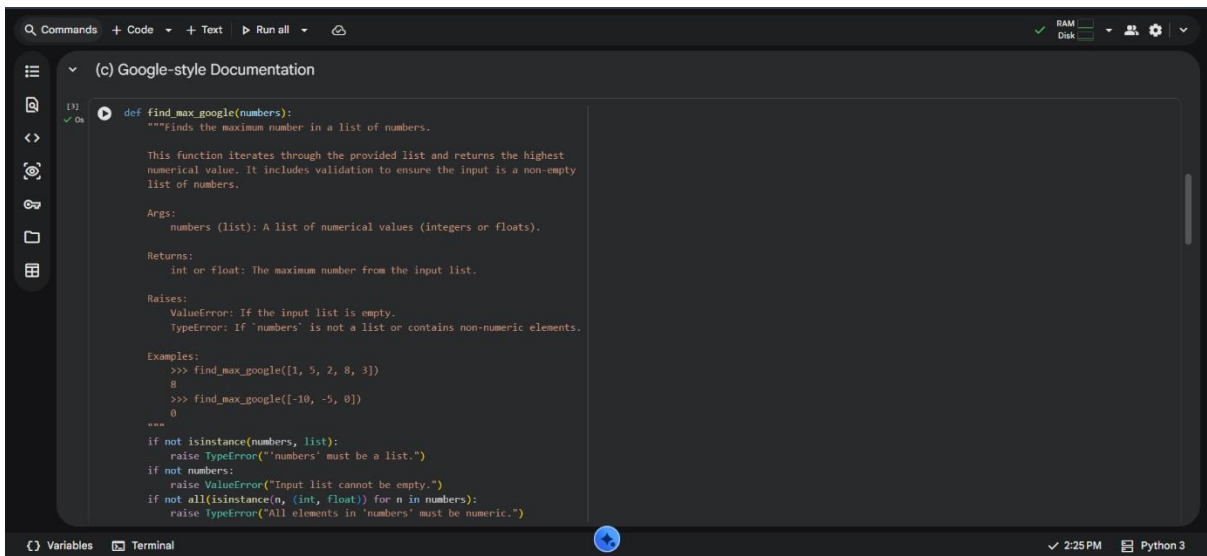 Commands + Code + Text Run all
RAM
Disk
(c) Google-style Documentation
[3]
0s
def find_max_google(numbers):
"""Finds the maximum number in a list of numbers.
This function iterates through the provided list and returns the highest
numerical value. It includes validation to ensure the input is a non-empty
list of numbers.
Args:
numbers (list): A list of numerical values (integers or floats).
Returns:
int or float: The maximum number from the input list.
Raises:
ValueError: If the input list is empty.
TypeError: If `numbers` is not a list or contains non-numeric elements.
Examples:
>>> find_max_google([1, 5, 2, 8, 3])
8
>>> find_max_google([-10, -5, 0])
0
"""
if not isinstance(numbers, list):
raise TypeError("'numbers' must be a list.")
if not numbers:
raise ValueError("Input list cannot be empty.")
if not all(isinstance(n, (int, float)) for n in numbers):
raise TypeError("All elements in 'numbers' must be numeric.")
{} Variables Terminal 2:25 PM Python 3